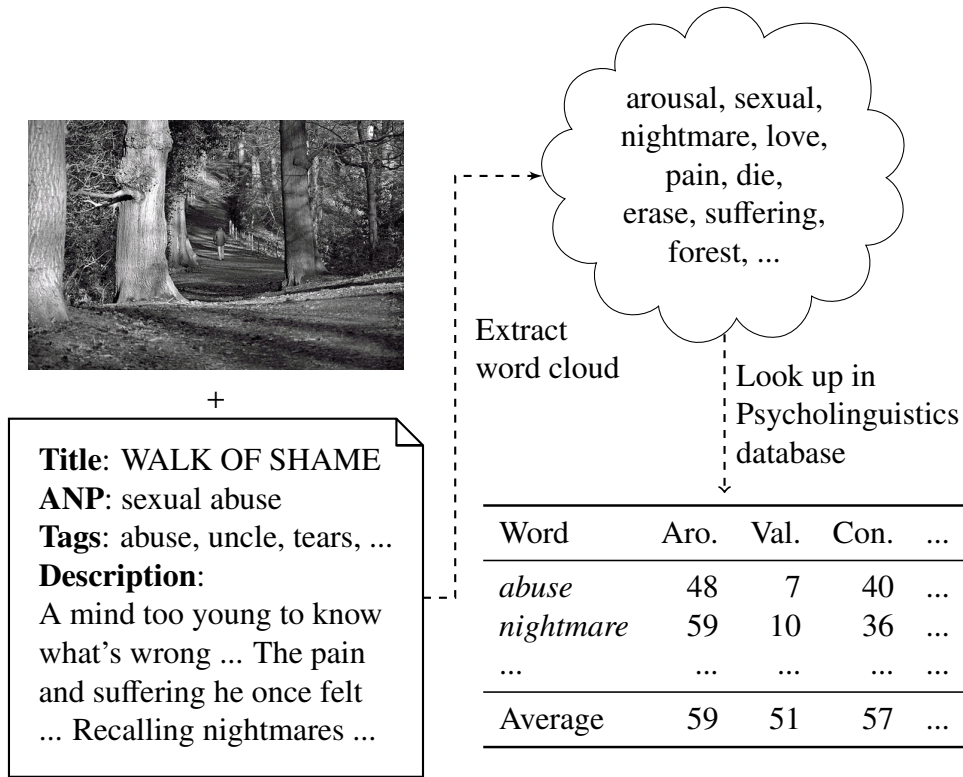 arousal, sexual,
nightmare, love,
pain, die,
erase, suffering,
forest, ...
Extract
word cloud
+
Title: WALK OF SHAME
ANP: sexual abuse
Tags: abuse, uncle, tears, ...
Description:
A mind too young to know
what's wrong ... The pain
and suffering he once felt
... Recalling nightmares ...
Look up in
Psycholinguistics
database
Word Aro. Val. Con. ...
abuse 48 7 40 ...
nightmare 59 10 36 ...
... ... ... ... ...
Average 59 51 57 ...